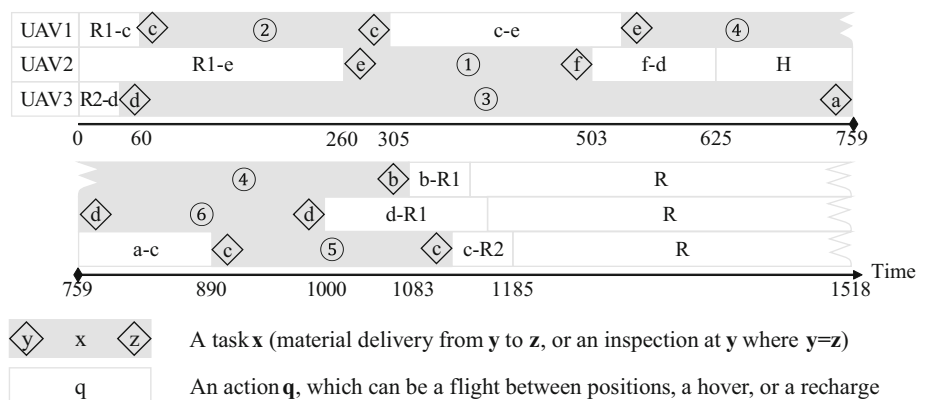 UAV1 R1-c c ② c c-e e ④
UAV2 R1-e e ① f f-d H
UAV3 R2-d d ③ a
0 60 260 305 503 625 759
④ b b-R1 R
d ⑥ d d-R1 R
a-c c ⑤ c c-R2 R
Time
759 890 1000 1083 1185 1518
y x z A task x (material delivery from y to z, or an inspection at y where y=z)
q An action q, which can be a flight between positions, a hover, or a recharge